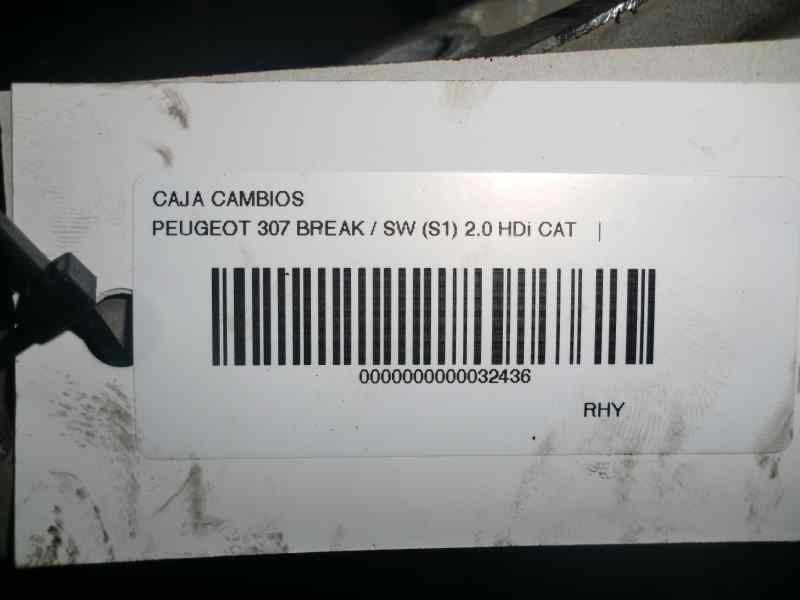 CAJA CAMBIOS
PEUGEOT 307 BREAK / SW (S1) 2.0 HDi CAT |
0000000000032436
RHY